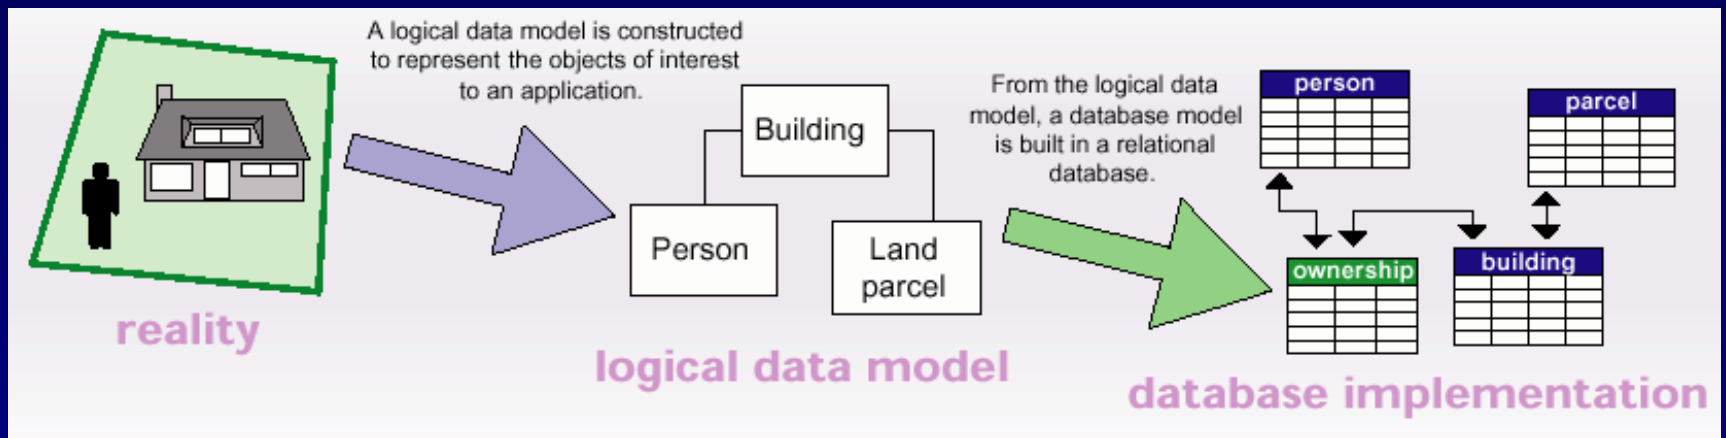 A logical data model is constructed
to represent the objects of interest
to an application.
Building
Person
Land
parcel
From the logical data
model, a database model
is built in a relational
database.
person
parcel
ownership
building
reality
logical data model
database implementation